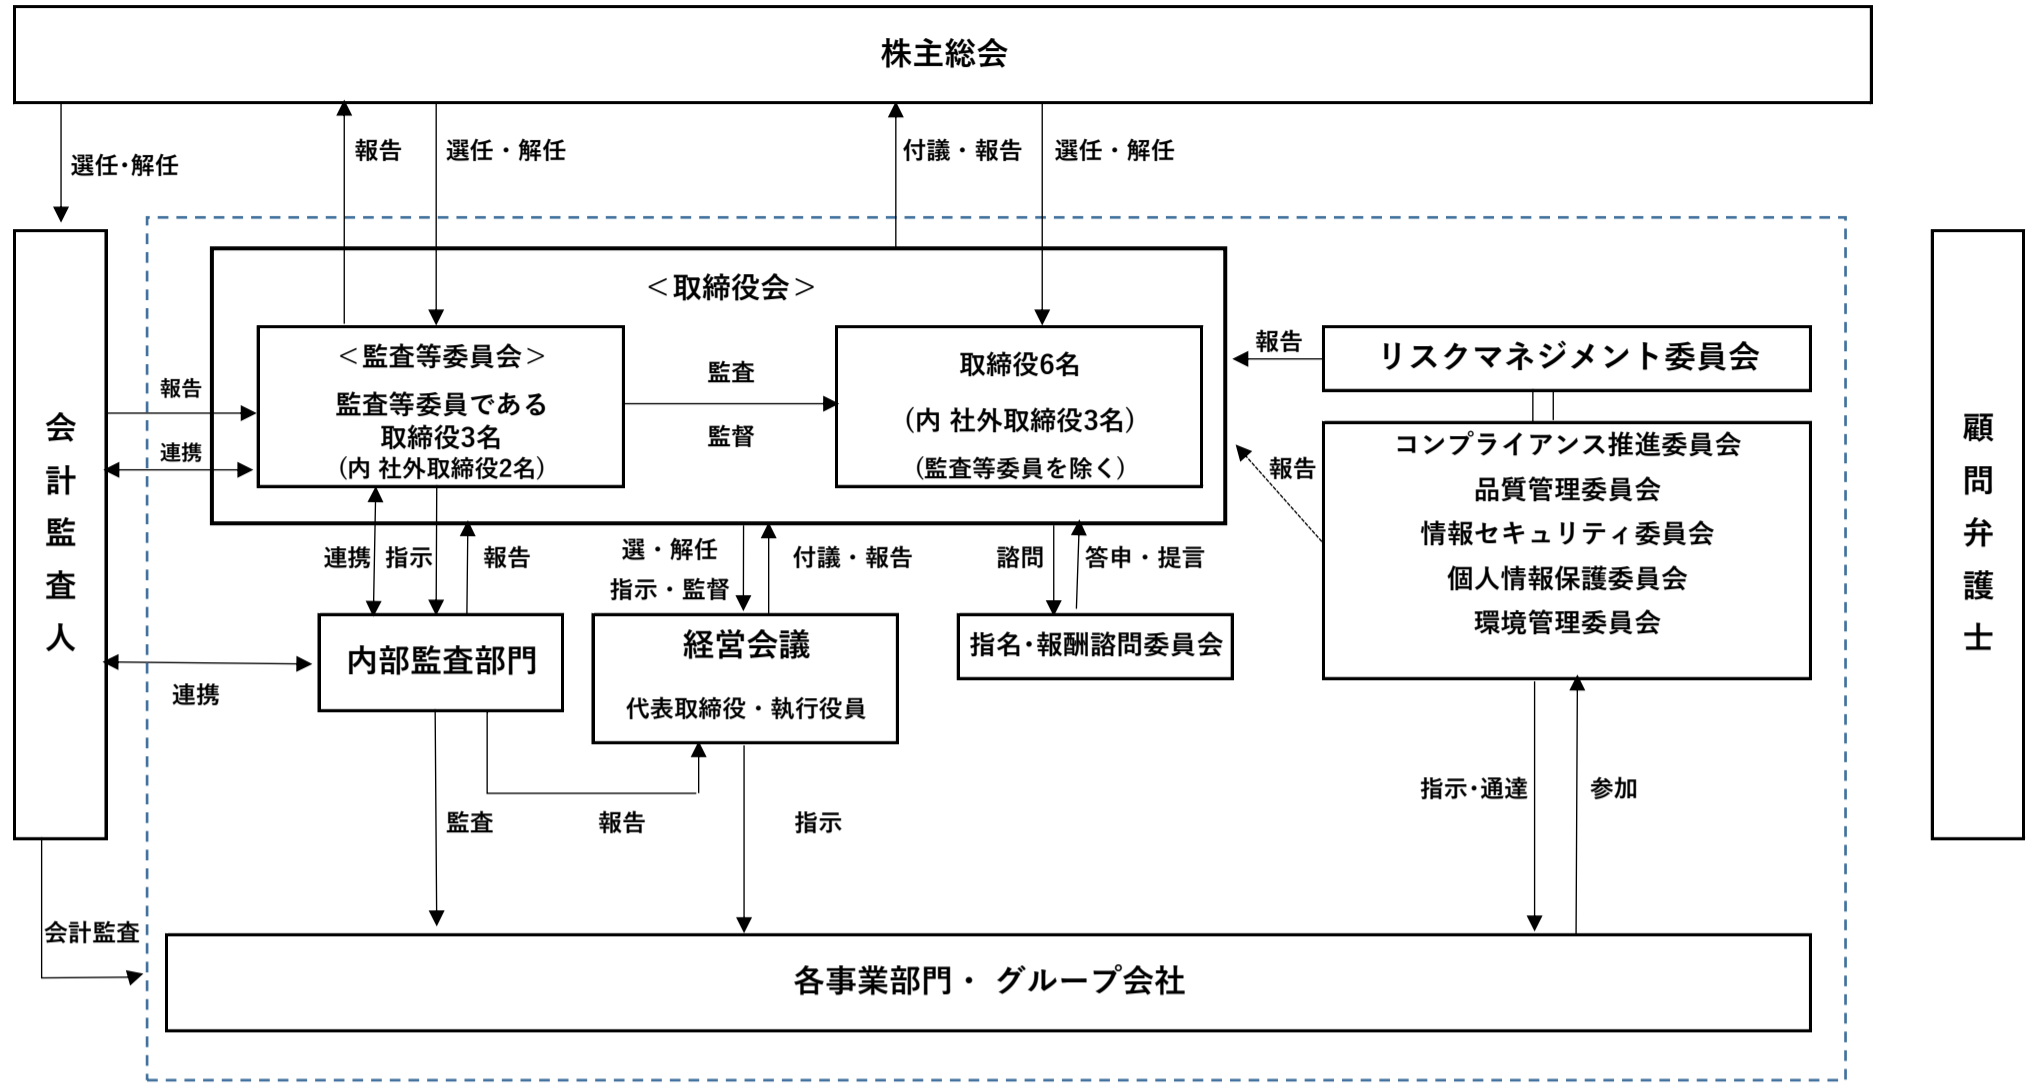 株主総会
選任・解任
報告
選任・解任
付議・報告
選任・解任
＜取締役会＞
＜監査等委員会＞
監査等委員である
取締役3名
(内 社外取締役2名)
監査
監督
取締役6名
(内 社外取締役3名)
(監査等委員を除く)
報告
連携
会計監査人
報告
リスクマネジメント委員会
報告
コンプライアンス推進委員会
品質管理委員会
情報セキュリティ委員会
個人情報保護委員会
環境管理委員会
顧問弁護士
連携
指示
報告
選・解任
指示・監督
付議・報告
諮問
答申・提言
内部監査部門
経営会議
代表取締役・執行役員
指名・報酬諮問委員会
連携
監査
報告
指示
指示・通達
参加
会計監査
各事業部門・ グループ会社